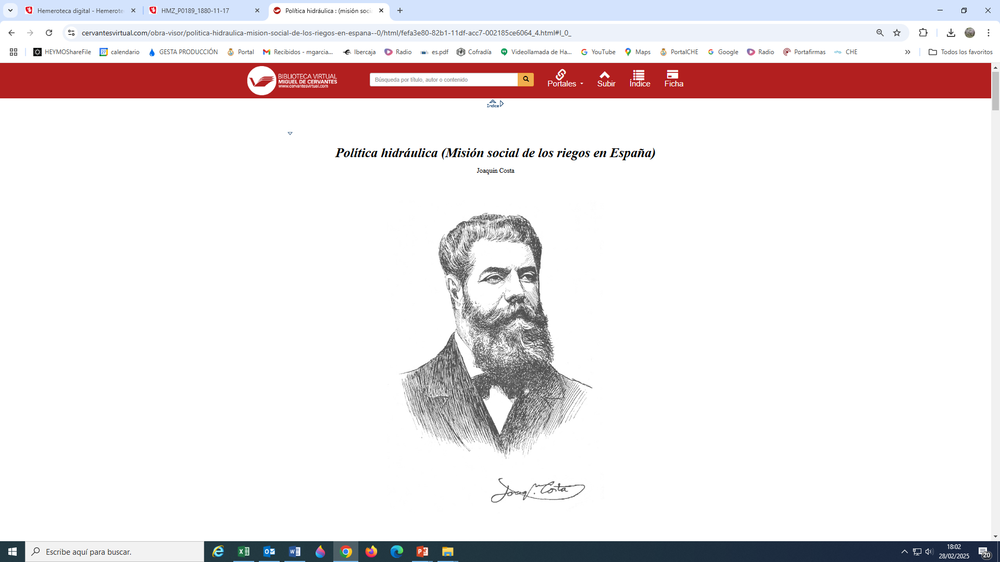 Hemeroteca digital - Hemerote
HMZ_P0189_1880-11-17
Política hidráulica : (misión socia
cervantesvirtual.com/obra-visor/politica-hidraulica-mision-social-de-los-riegos-en-espana--0/html/fefa3e80-82b1-11df-acc7-002185ce6064_4.html#I_0_
HEYMOShareFile
27 calendario
GESTA PRODUCCIÓN
Portal
Recibidos - mgarcia...
Ibercaja
Radio
es.pdf
Cofradía
Videollamada de Ha...
YouTube
Maps
PortalCHE
Google
Radio
Portafirmas
CHE
Todos los favoritos
BIBLIOTECA VIRTUAL
MIGUEL DE CERVANTES
www.cervantesvirtual.com
Búsqueda por título, autor o contenido
Portales
Subir
Índice
Ficha
Indice
Política hidráulica (Misión social de los riegos en España)
Joaquín Costa
Joaqn. Costa
Escribe aquí para buscar.
18:02
28/02/2025
20